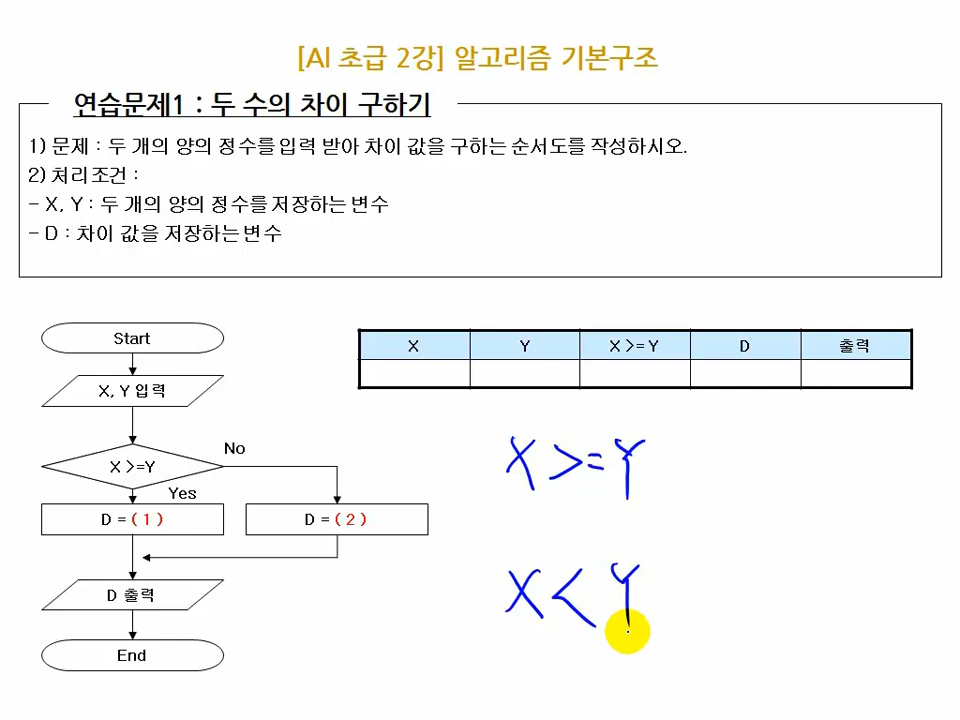 [AI 초급 2강] 알고리즘 기본구조
연습문제1 : 두 수의 차이 구하기
1) 문제 : 두 개의 양의 정수를 입력 받아 차이 값을 구하는 순서도를 작성하시오.
2) 처리조건 :
- X, Y : 두 개의 양의 정수를 저장하는 변수
- D : 차이 값을 저장하는 변수
Start
X, Y 입력
X >=Y
No
Yes
D = ( 1 )
D = ( 2 )
D 출력
End
X Y X >= Y D 출력
X >= Y
X < Y